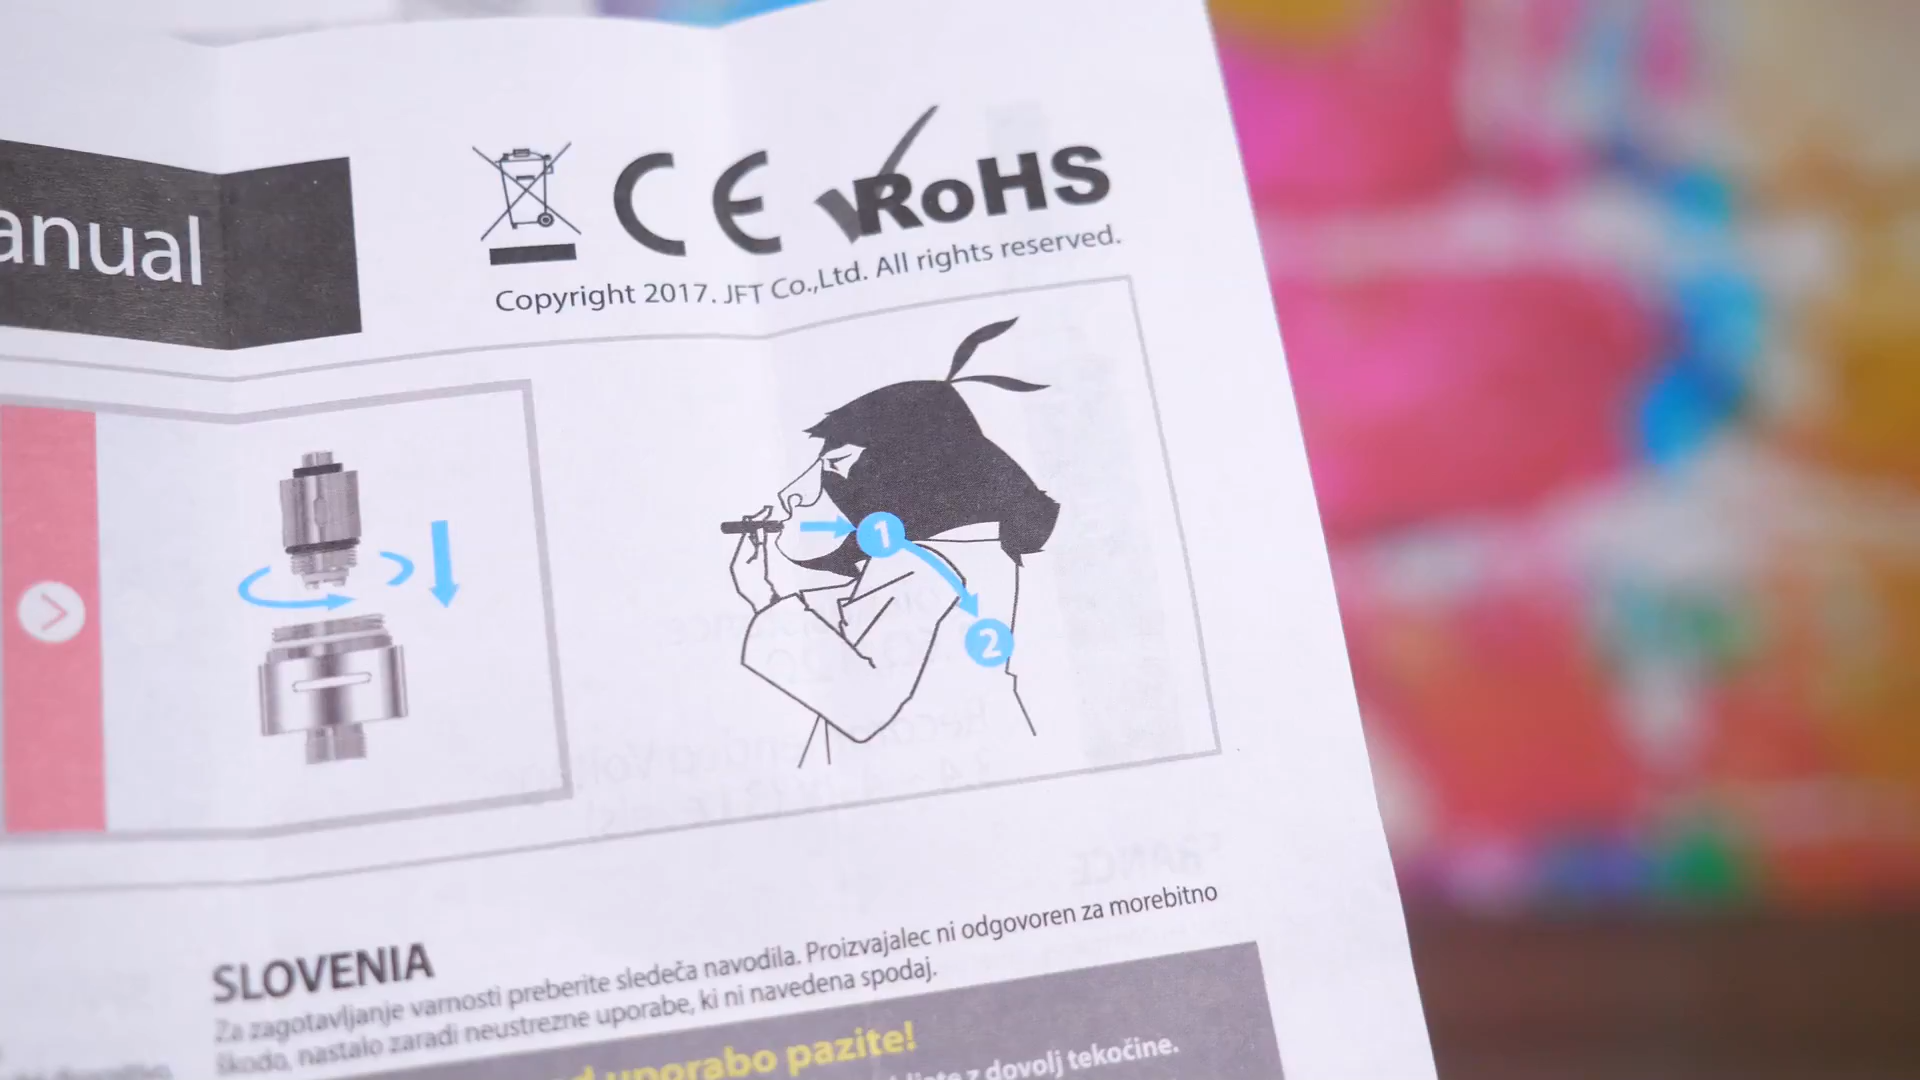 anual
CE RoHS
Copyright 2017. JFT Co.,Ltd. All rights reserved.
1
2
SLOVENIA
Za zagotavljanje varnosti preberite sledeča navodila. Proizvajalec ni odgovoren za morebitno
škodo, nastalo zaradi neustrezne uporabe, ki ni navedena spodaj.
uporabo pazite!
z dovolj tekočine.